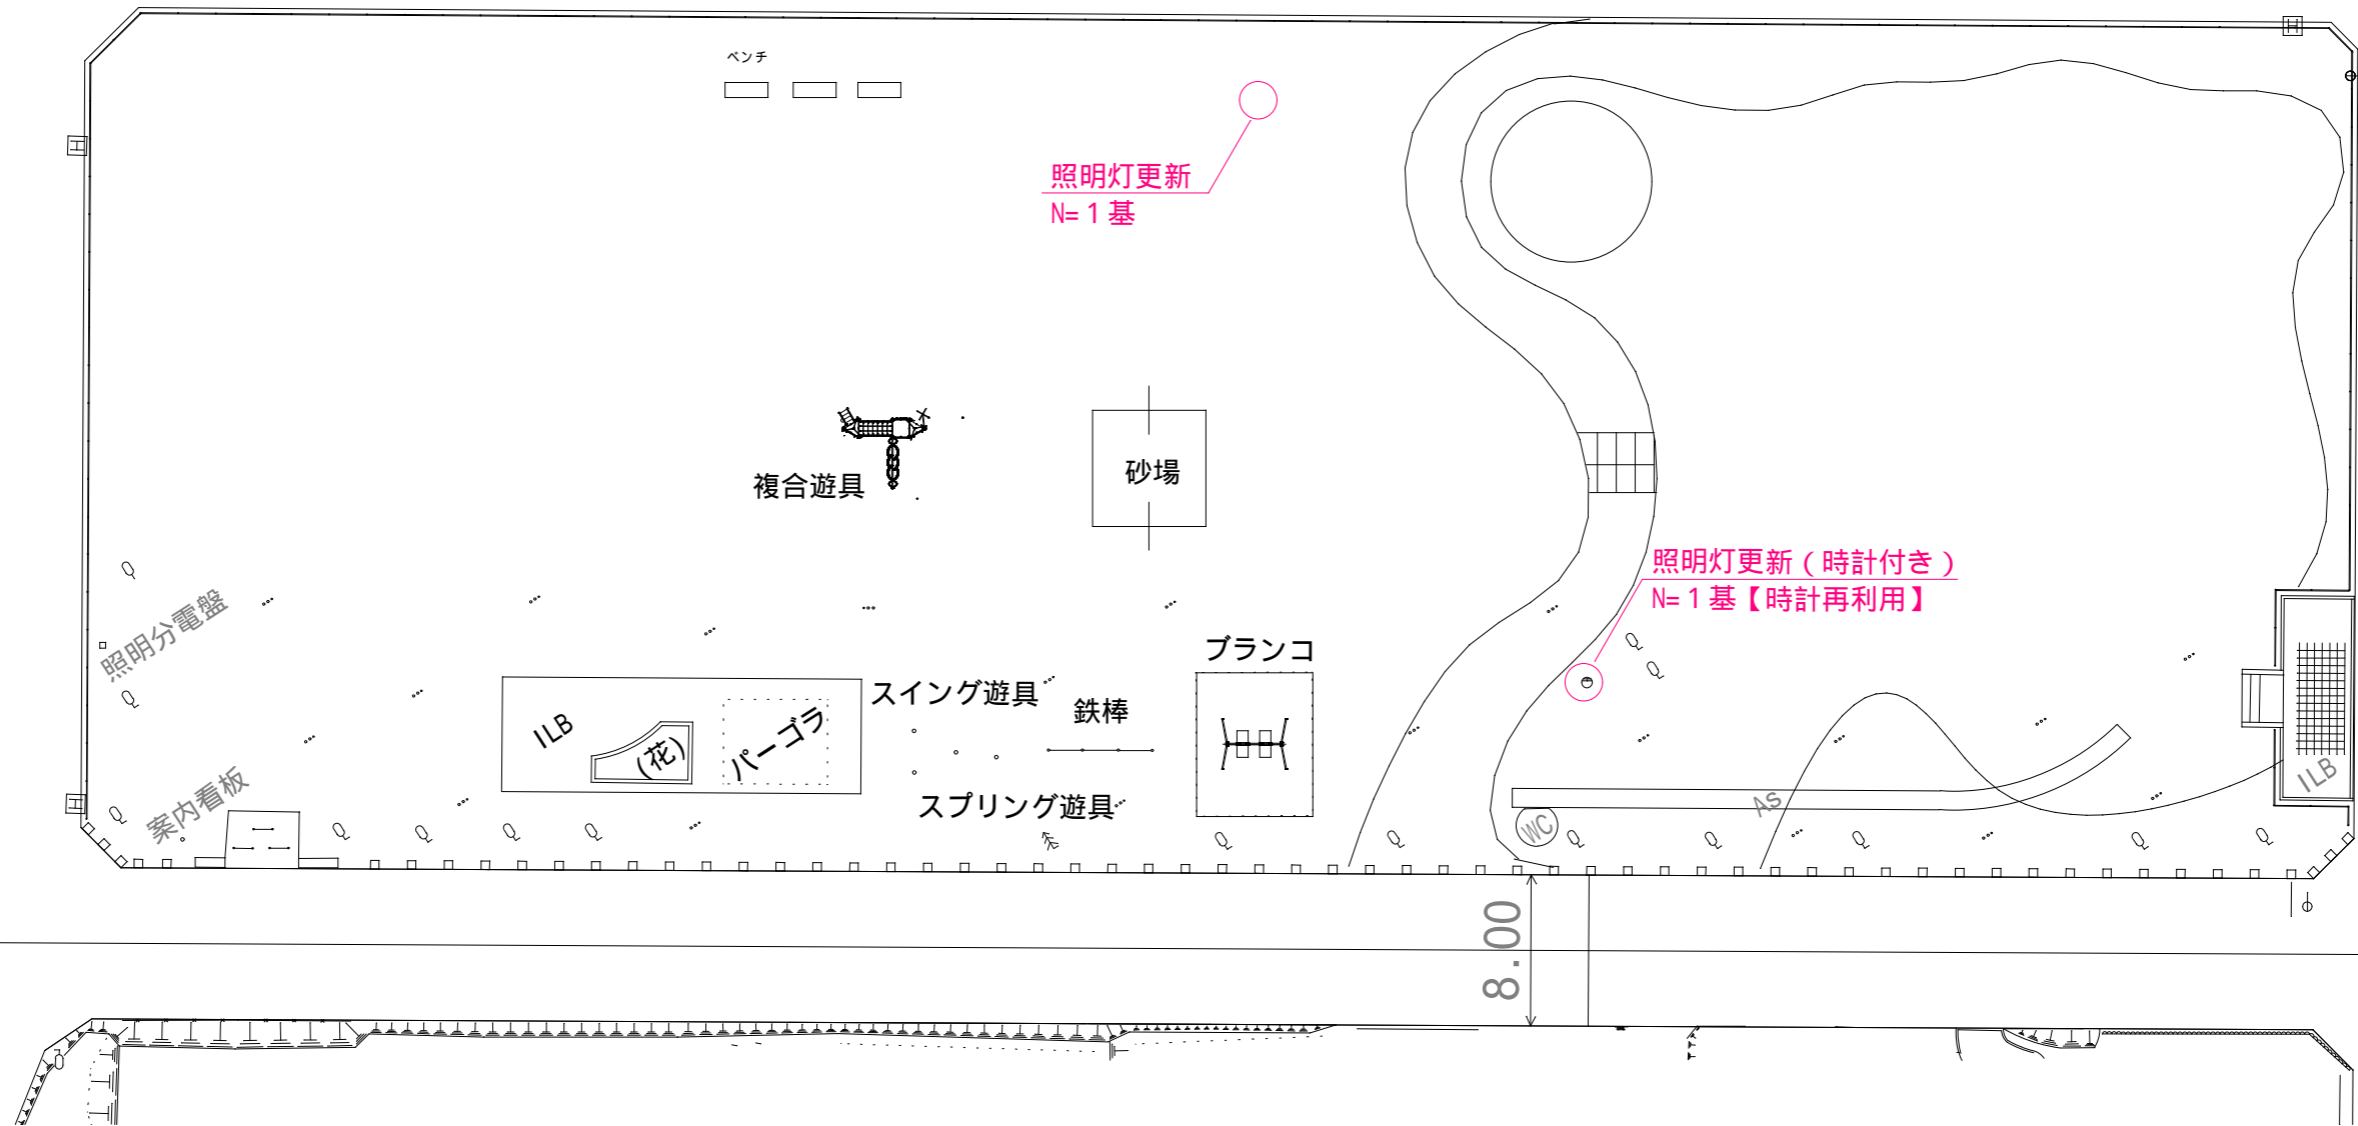 ベンチ
照明灯更新
N=1基
複合遊具
砂場
照明灯更新(時計付き)
N=1基【時計再利用】
照明分電盤
ブランコ
スイング遊具
鉄棒
ILB
(花)
パーゴラ
スプリング遊具
案内看板
WC
As
ILB
8.00